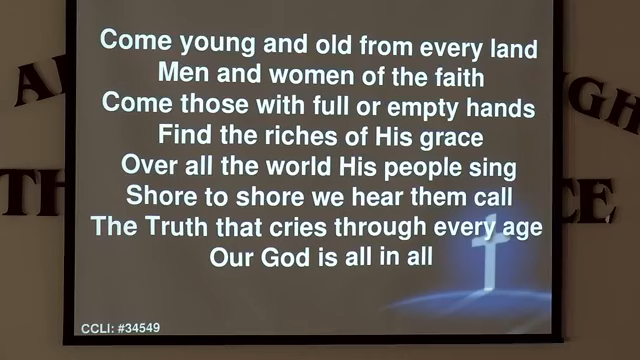 Come young and old from every land
Men and women of the faith
Come those with full or empty hands
Find the riches of His grace
Over all the world His people sing
Shore to shore we hear them call
The Truth that cries through every age
Our God is all in all
CCLI: #34549